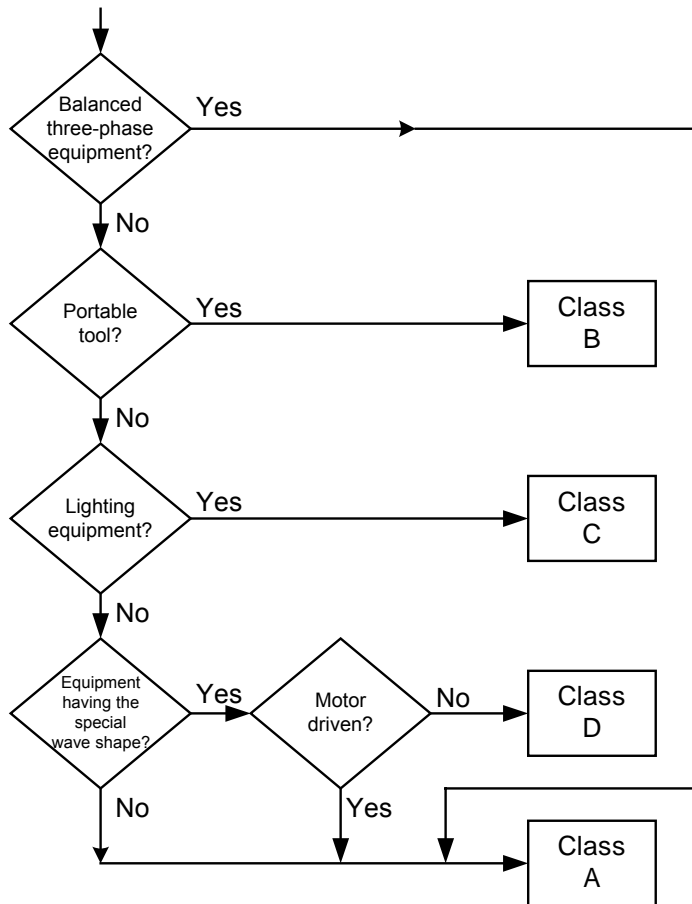 Balanced
three-phase
equipment?
Yes
No
Portable
tool?
Yes
Class
B
No
Lighting
equipment?
Yes
Class
C
No
Equipment
having the
special
wave shape?
Yes
Motor
driven?
No
Class
D
No
Yes
Class
A